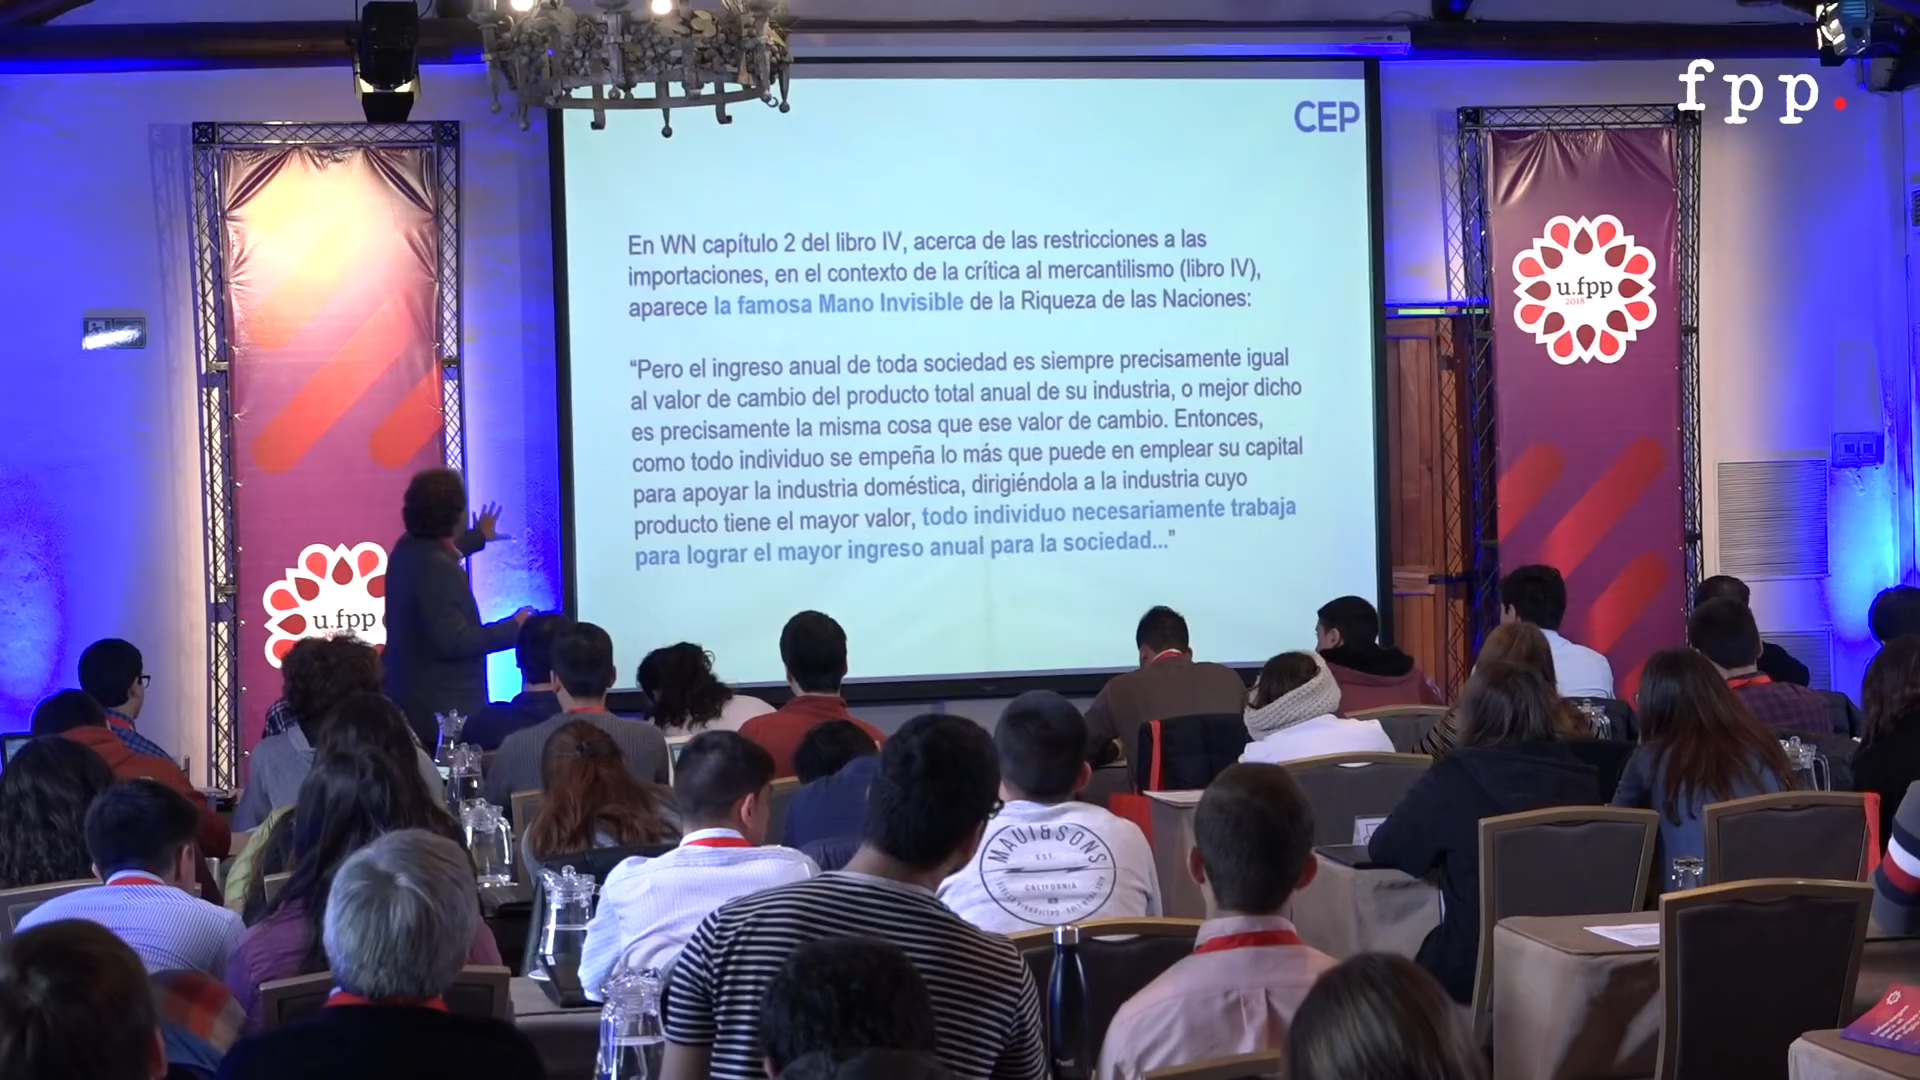 fpp.
CEP
En WN capítulo 2 del libro IV, acerca de las restricciones a las
importaciones, en el contexto de la crítica al mercantilismo (libro IV),
aparece la famosa Mano Invisible de la Riqueza de las Naciones:
“Pero el ingreso anual de toda sociedad es siempre precisamente igual
al valor de cambio del producto total anual de su industria, o mejor dicho
es precisamente la misma cosa que ese valor de cambio. Entonces,
como todo individuo se empeña lo más que puede en emplear su capital
para apoyar la industria doméstica, dirigiéndola a la industria cuyo
producto tiene el mayor valor, todo individuo necesariamente trabaja
para lograr el mayor ingreso anual para la sociedad...”
u.fpp
2018
u.fpp
MAUI&SONS
EST.
CALIFORNIA